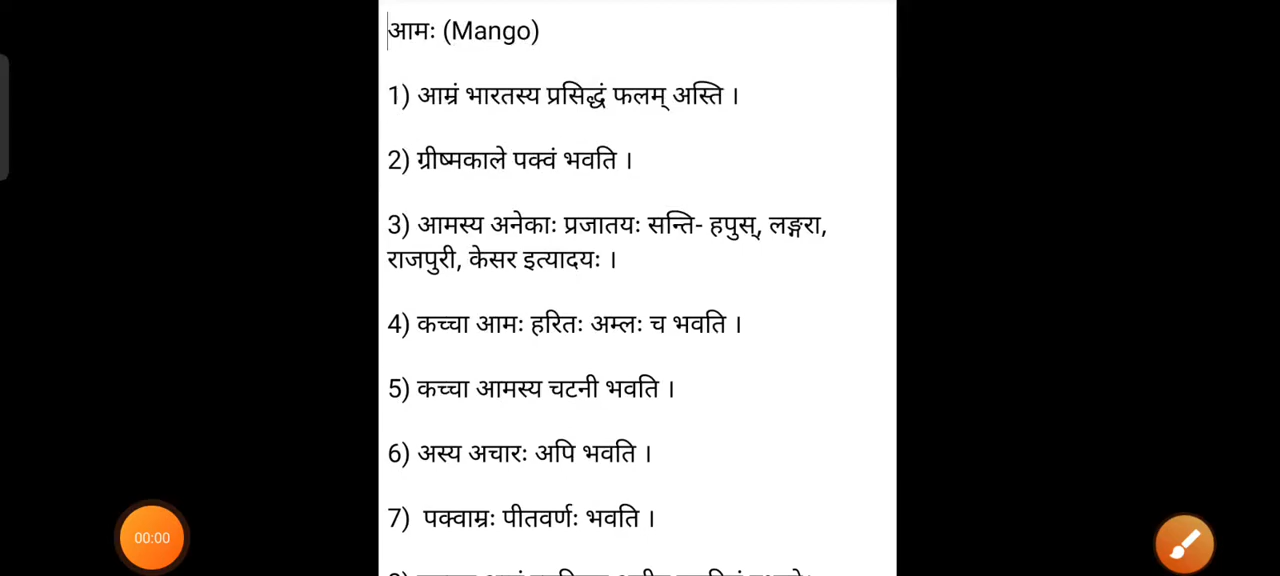 आमः (Mango)
1) आम्रं भारतस्य प्रसिद्धं फलम् अस्ति ।
2) ग्रीष्मकाले पक्वं भवति ।
3) आमस्य अनेकाः प्रजातयः सन्ति- हपुस्, लङ्गरा,
राजपुरी, केसर इत्यादयः ।
4) कच्चा आमः हरितः अम्लः च भवति ।
5) कच्चा आमस्य चटनी भवति ।
6) अस्य अचारः अपि भवति ।
7) पक्वाम्रः पीतवर्णः भवति ।
00:00